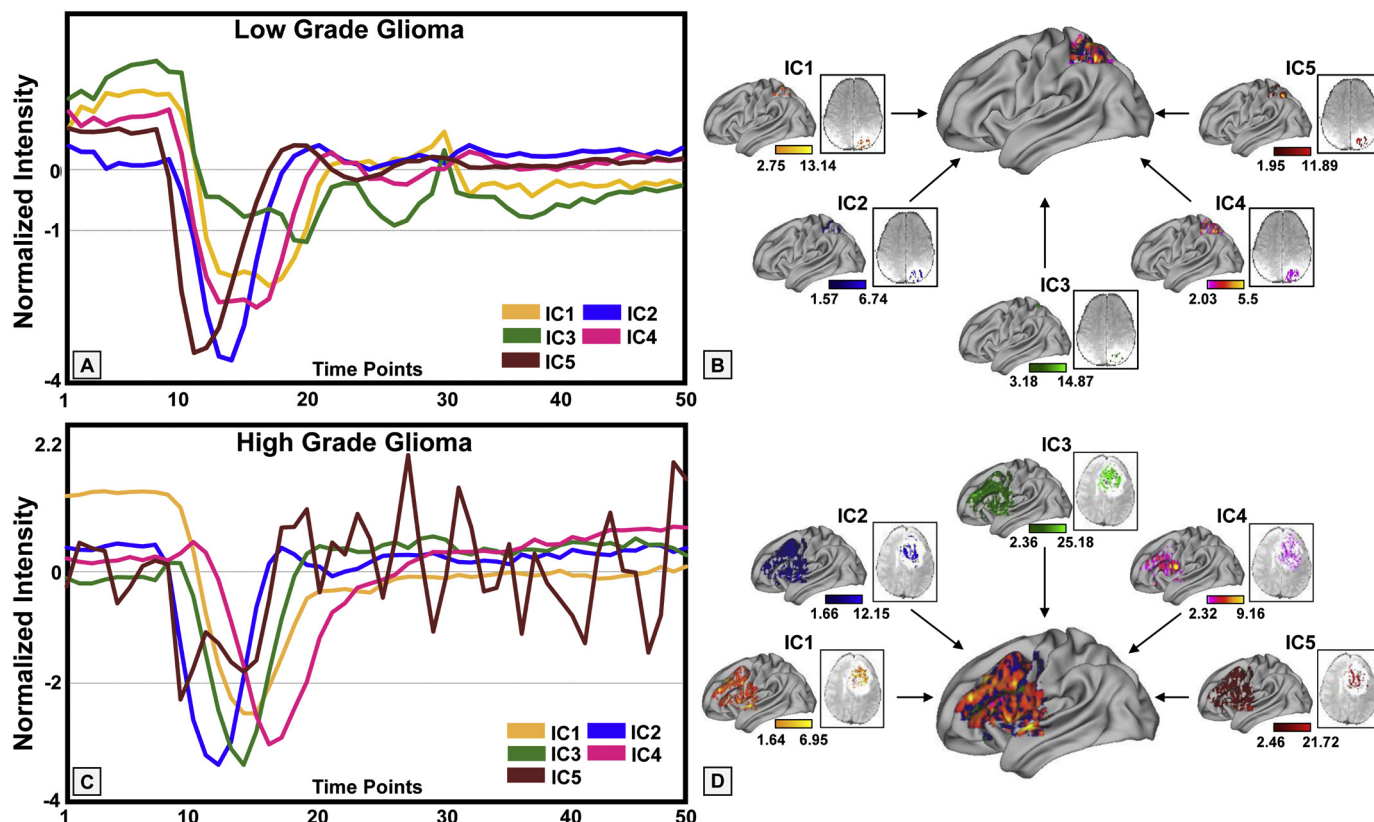 Low Grade Glioma
Normalized Intensity
0
-1
-4
IC1 IC2
IC3 IC4
IC5
Time Points
A
1 10 20 30 40 50
B
IC1
2.75 13.14
IC5
1.95 11.89
IC2
1.57 6.74
IC4
2.03 5.5
IC3
3.18 14.87
High Grade Glioma
Normalized Intensity
2.2
0
-2
-4
IC1 IC2
IC3 IC4
IC5
Time Points
C
1 10 20 30 40 50
IC3
2.36 25.18
IC2
1.66 12.15
IC4
2.32 9.16
IC1
1.64 6.95
IC5
2.46 21.72
D